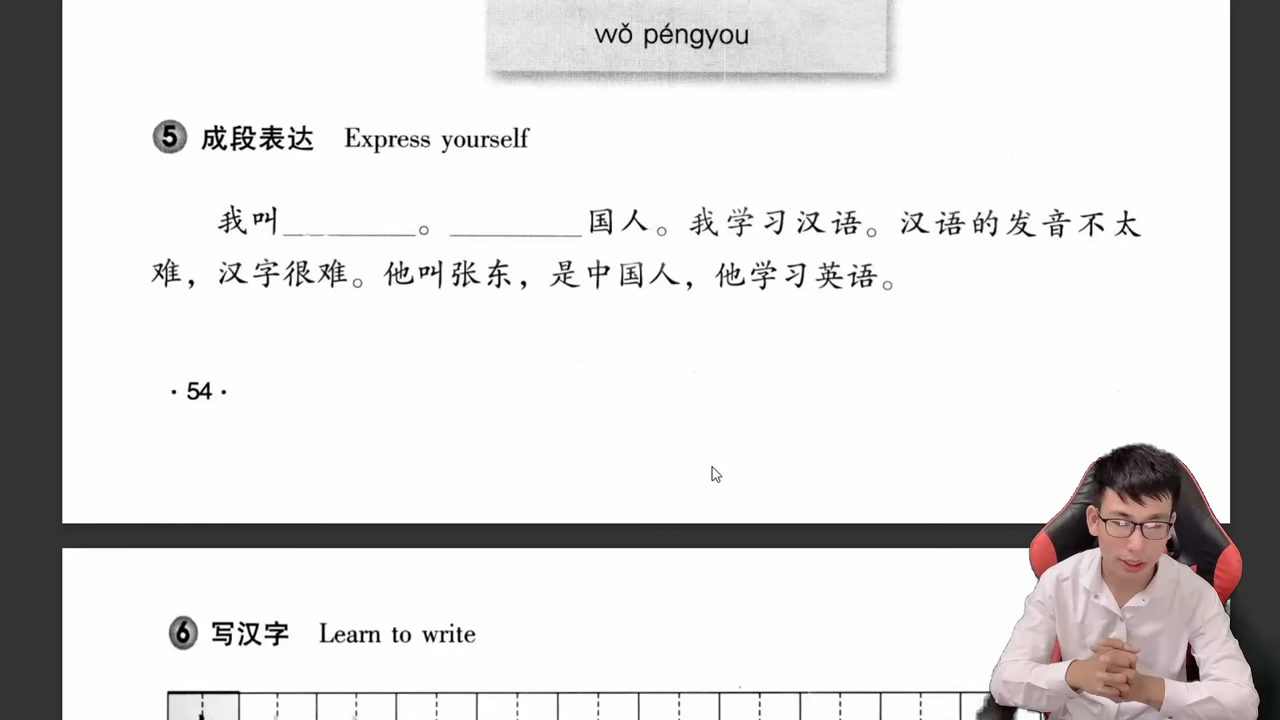 wǒ péngyou
5 成段表达 Express yourself
我叫________。________国人。我学习汉语。汉语的发音不太
难，汉字很难。他叫张东，是中国人，他学习英语。
·54·
6 写汉字 Learn to write